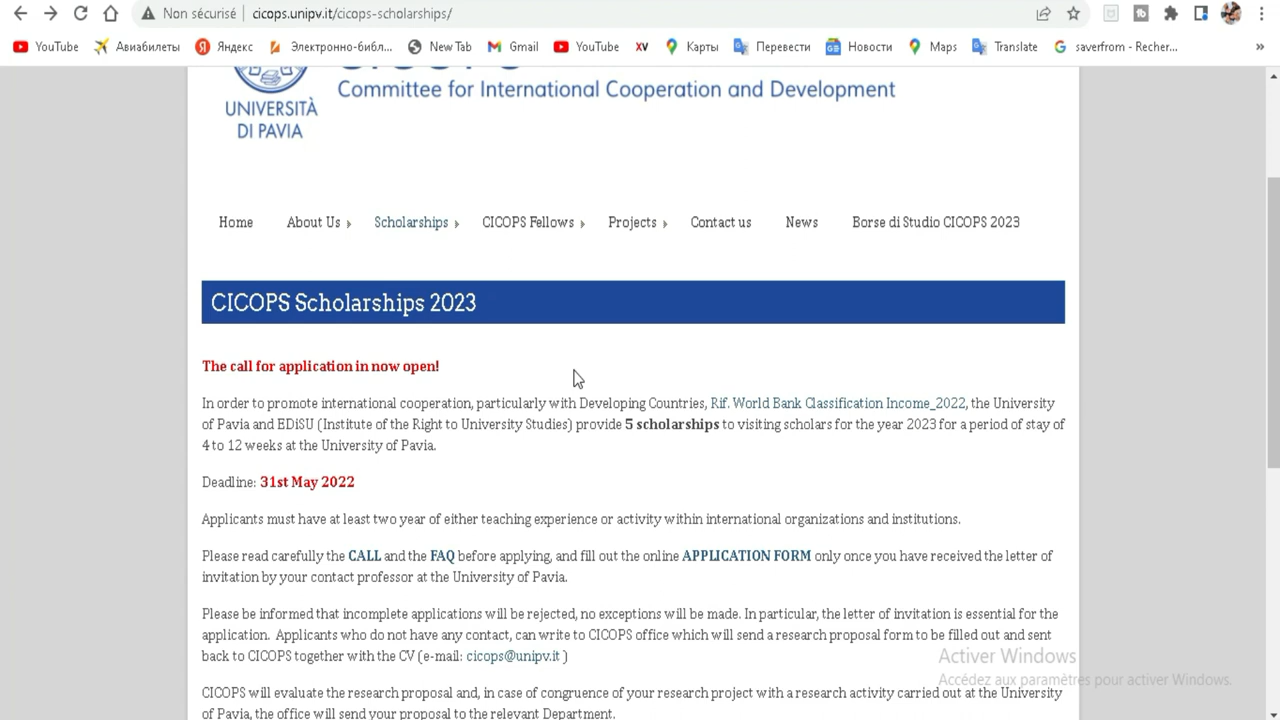 Non sécurisé
cicops.unipv.it/cicops-scholarships/
YouTube Авиабилеты Яндекс Электронно-библ... New Tab Gmail YouTube XV Карты Перевести Новости Maps Translate saverfrom - Recher... »
Committee for International Cooperation and Development
UNIVERSITÀ
DI PAVIA
Home About Us Scholarships CICOPS Fellows Projects Contact us News Borse di Studio CICOPS 2023
CICOPS Scholarships 2023
The call for application in now open!
In order to promote international cooperation, particularly with Developing Countries, Rif. World Bank Classification Income_2022, the University
of Pavia and EDiSU (Institute of the Right to University Studies) provide 5 scholarships to visiting scholars for the year 2023 for a period of stay of
4 to 12 weeks at the University of Pavia.
Deadline: 31st May 2022
Applicants must have at least two year of either teaching experience or activity within international organizations and institutions.
Please read carefully the CALL and the FAQ before applying, and fill out the online APPLICATION FORM only once you have received the letter of
invitation by your contact professor at the University of Pavia.
Please be informed that incomplete applications will be rejected, no exceptions will be made. In particular, the letter of invitation is essential for the
application. Applicants who do not have any contact, can write to CICOPS office which will send a research proposal form to be filled out and sent
back to CICOPS together with the CV ( e-mail: cicops@unipv.it )
Activer Windows
Accédez aux paramètres pour activer Windows.
CICOPS will evaluate the research proposal and, in case of congruence of your research project with a research activity carried out at the University
of Pavia, the office will send your proposal to the relevant Department.